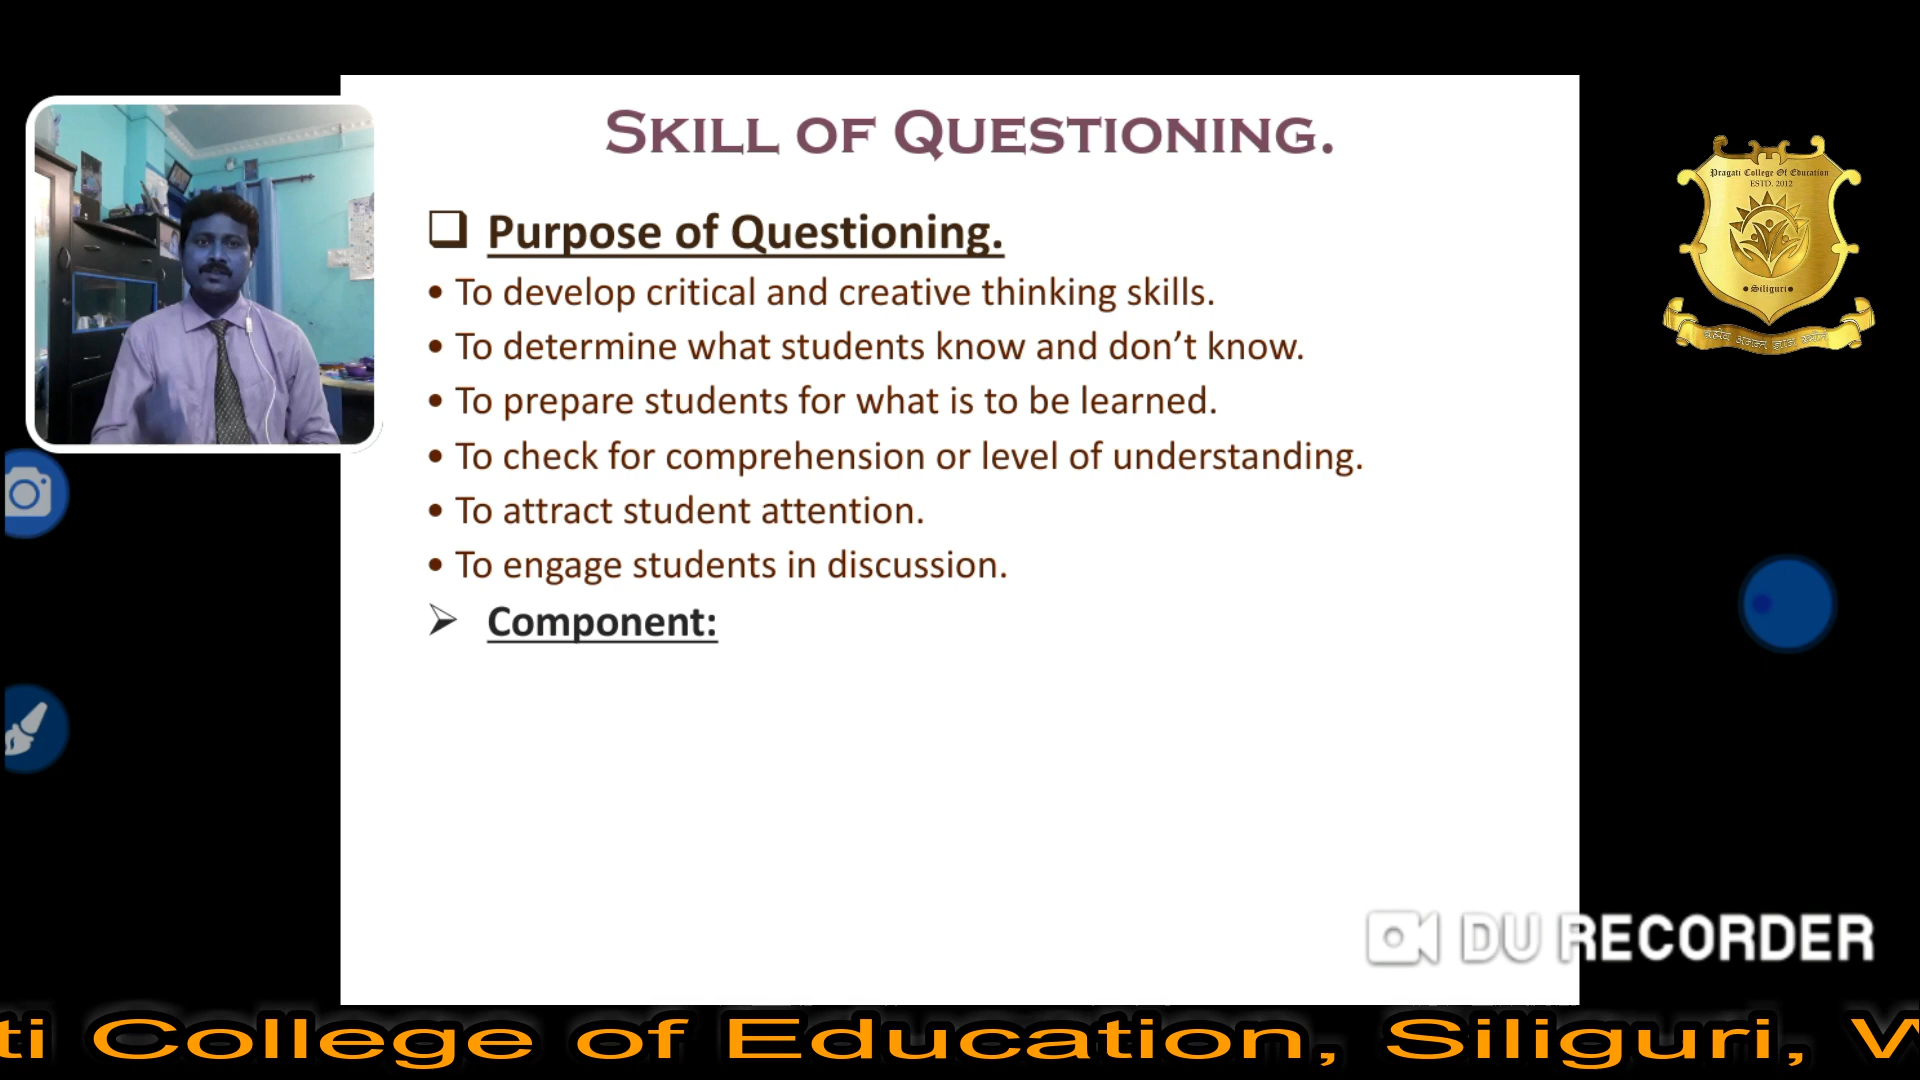 SKILL OF QUESTIONING.
Purpose of Questioning.
• To develop critical and creative thinking skills.
• To determine what students know and don’t know.
• To prepare students for what is to be learned.
• To check for comprehension or level of understanding.
• To attract student attention.
• To engage students in discussion.
Component:
Pragati College Of Education
ESTD. 2012
• Siliguri •
DU RECORDER
ti College of Education, Siliguri, W